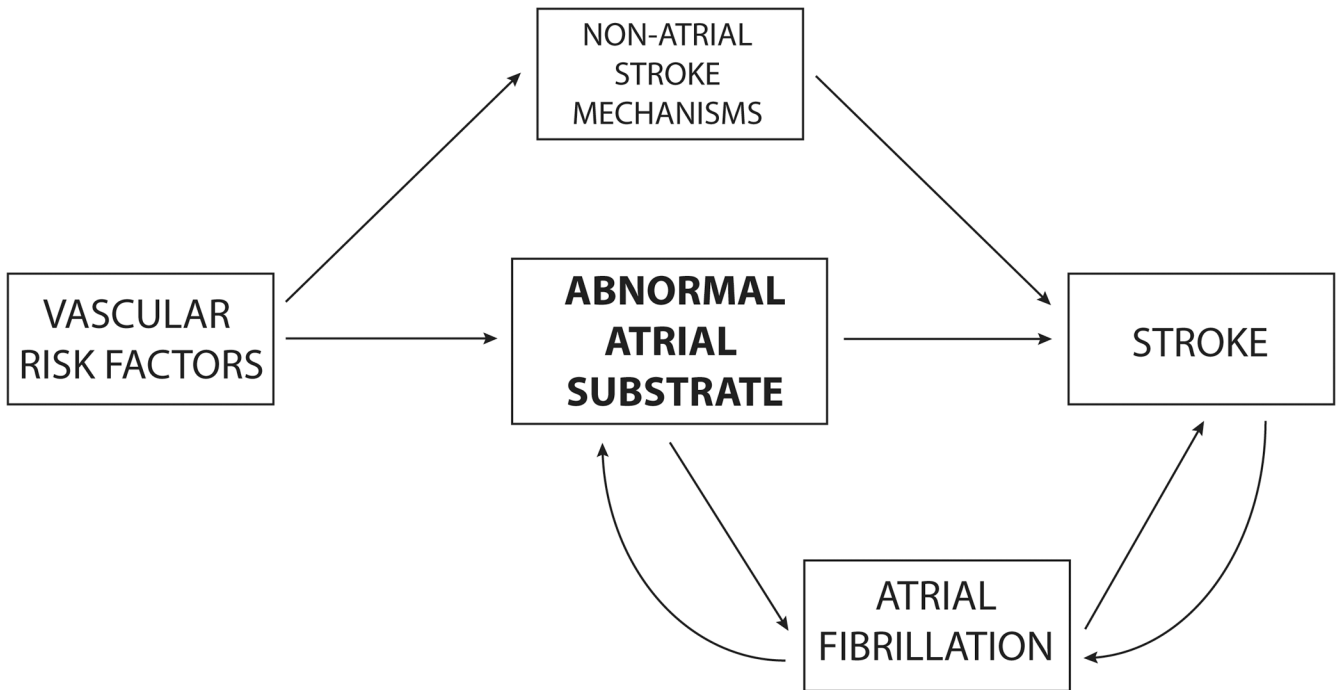 NON-ATRIAL
STROKE
MECHANISMS
VASCULAR
RISK FACTORS
ABNORMAL
ATRIAL
SUBSTRATE
STROKE
ATRIAL
FIBRILLATION